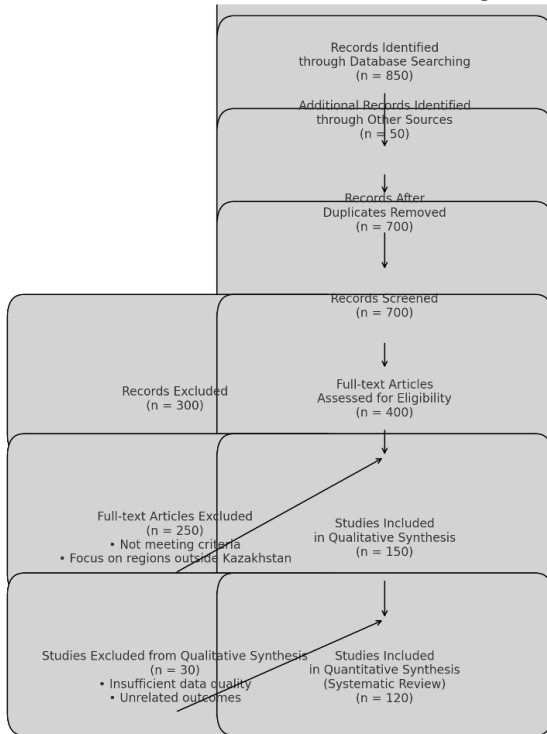 Records Identified
through Database Searching
(n = 850)
Additional Records Identified
through Other Sources
(n = 50)
Records After
Duplicates Removed
(n = 700)
Records Screened
(n = 700)
Records Excluded
(n = 300)
Full-text Articles
Assessed for Eligibility
(n = 400)
Full-text Articles Excluded
(n = 250)
• Not meeting criteria
• Focus on regions outside Kazakhstan
Studies Included
in Qualitative Synthesis
(n = 150)
Studies Excluded from Qualitative Synthesis
(n = 30)
• Insufficient data quality
• Unrelated outcomes
Studies Included
in Quantitative Synthesis
(Systematic Review)
(n = 120)